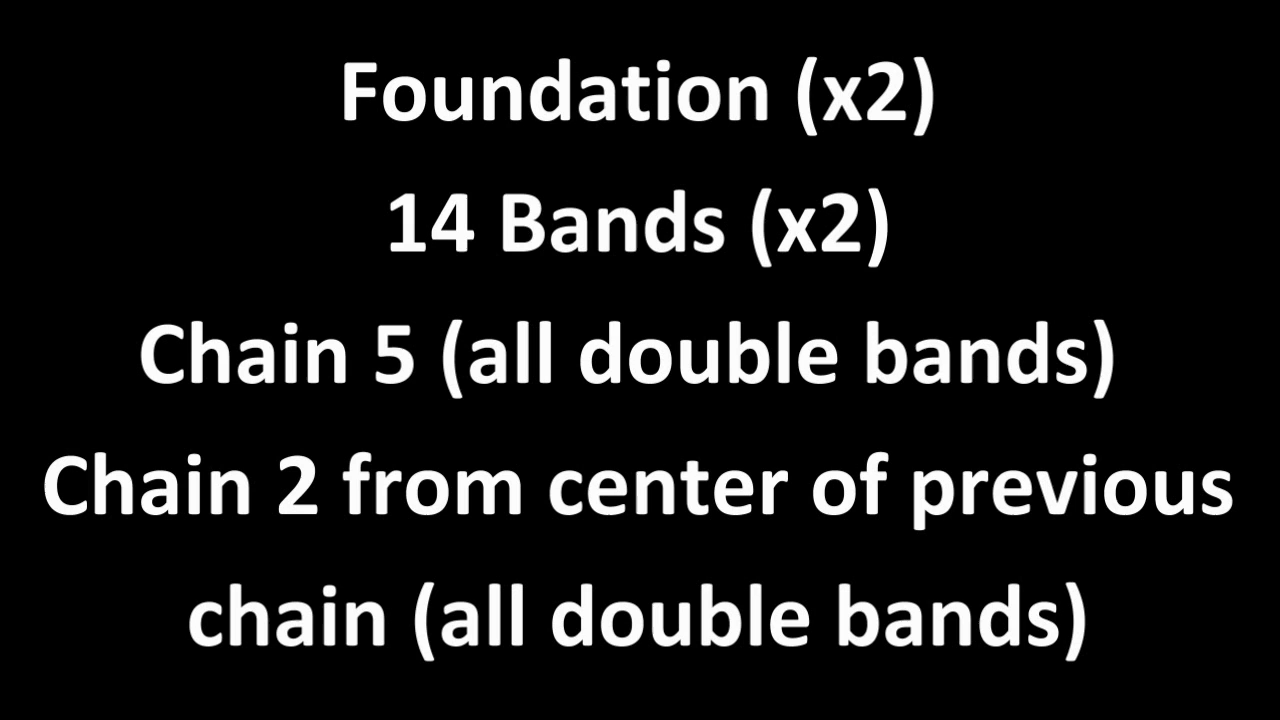 Foundation (x2)
14 Bands (x2)
Chain 5 (all double bands)
Chain 2 from center of previous
chain (all double bands)